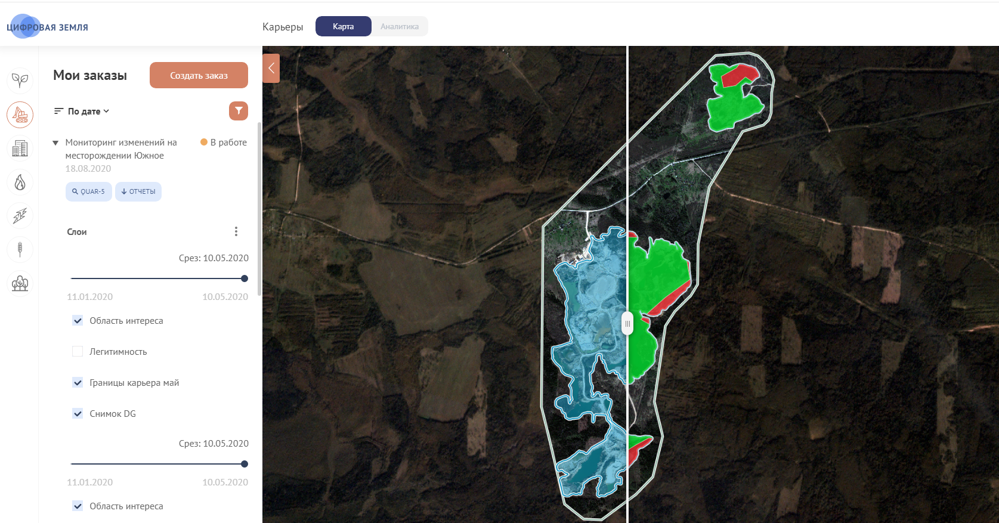 ЦИФРОВАЯ ЗЕМЛЯ
Карьеры
Карта
Аналитика
Мои заказы
Создать заказ
По дате
Мониторинг изменений на
месторождении Южное
В работе
18.08.2020
QUAR-5
ОТЧЕТЫ
Слои
Срез: 10.05.2020
11.01.2020
10.05.2020
Область интереса
Легитимность
Границы карьера май
Снимок DG
Срез: 10.05.2020
11.01.2020
10.05.2020
Область интереса